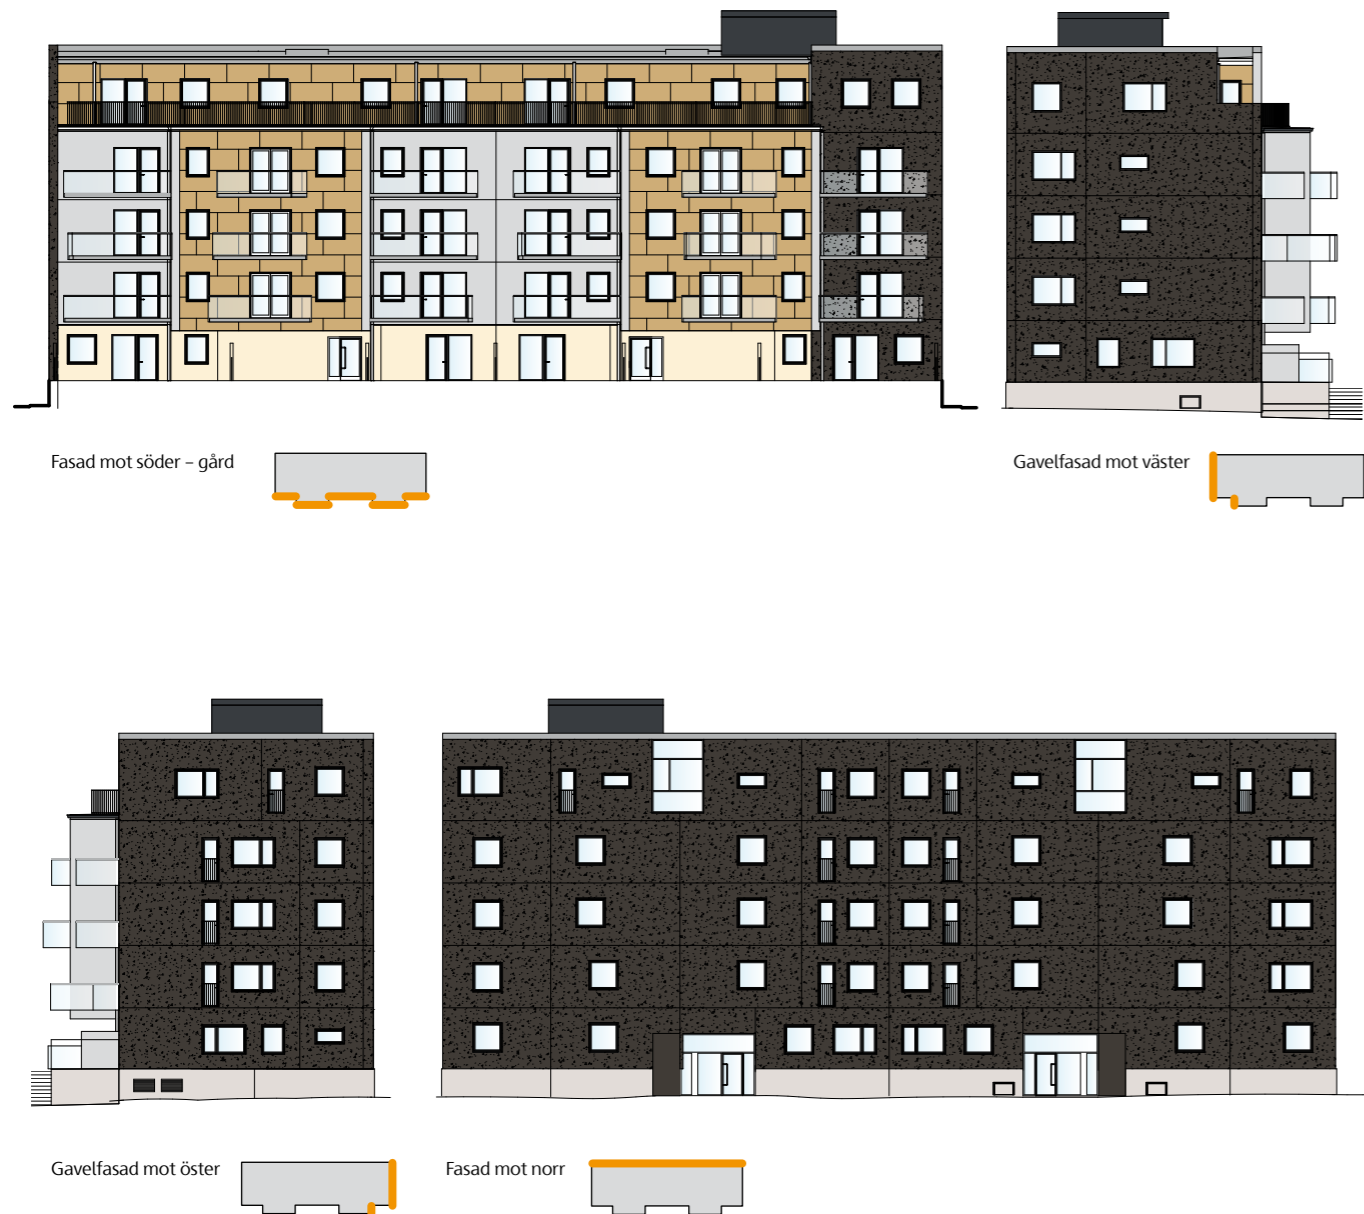 Fasad mot söder – gård
Gavelfasad mot väster
Gavelfasad mot öster
Fasad mot norr